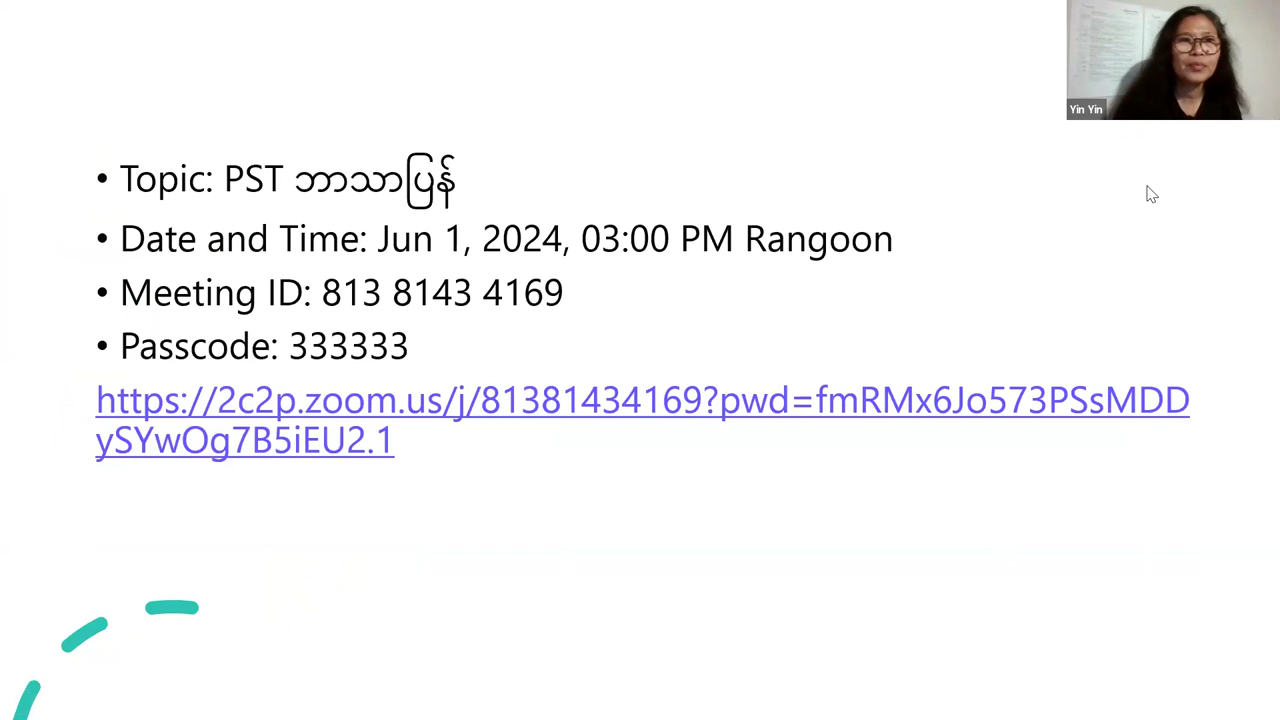 Yin Yin
• Topic: PST ဘာသာပြန်
• Date and Time: Jun 1, 2024, 03:00 PM Rangoon
• Meeting ID: 813 8143 4169
• Passcode: 333333
https://2c2p.zoom.us/j/81381434169?pwd=fmRMx6Jo573PSsMDD
ySYwOg7B5iEU2.1